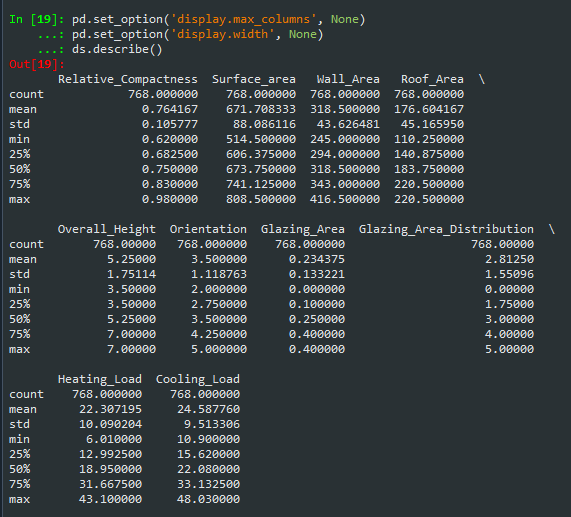 In [19]: pd.set_option('display.max_columns', None)
    ...: pd.set_option('display.width', None)
    ...: ds.describe()
Out[19]:
       Relative_Compactness  Surface_area   Wall_Area   Roof_Area  \
count            768.000000    768.000000  768.000000  768.000000
mean               0.764167    671.708333  318.500000  176.604167
std                0.105777     88.086116   43.626481   45.165950
min                0.620000    514.500000  245.000000  110.250000
25%                0.682500    606.375000  294.000000  140.875000
50%                0.750000    673.750000  318.500000  183.750000
75%                0.830000    741.125000  343.000000  220.500000
max                0.980000    808.500000  416.500000  220.500000
       Overall_Height  Orientation  Glazing_Area  Glazing_Area_Distribution  \
count       768.00000   768.000000    768.000000                  768.00000
mean          5.25000     3.500000      0.234375                    2.81250
std           1.75114     1.118763      0.133221                    1.55096
min           3.50000     2.000000      0.000000                    0.00000
25%           3.50000     2.750000      0.100000                    1.75000
50%           5.25000     3.500000      0.250000                    3.00000
75%           7.00000     4.250000      0.400000                    4.00000
max           7.00000     5.000000      0.400000                    5.00000
       Heating_Load  Cooling_Load
count    768.000000    768.000000
mean      22.307195     24.587760
std       10.090204      9.513306
min        6.010000     10.900000
25%       12.992500     15.620000
50%       18.950000     22.080000
75%       31.667500     33.132500
max       43.100000     48.030000